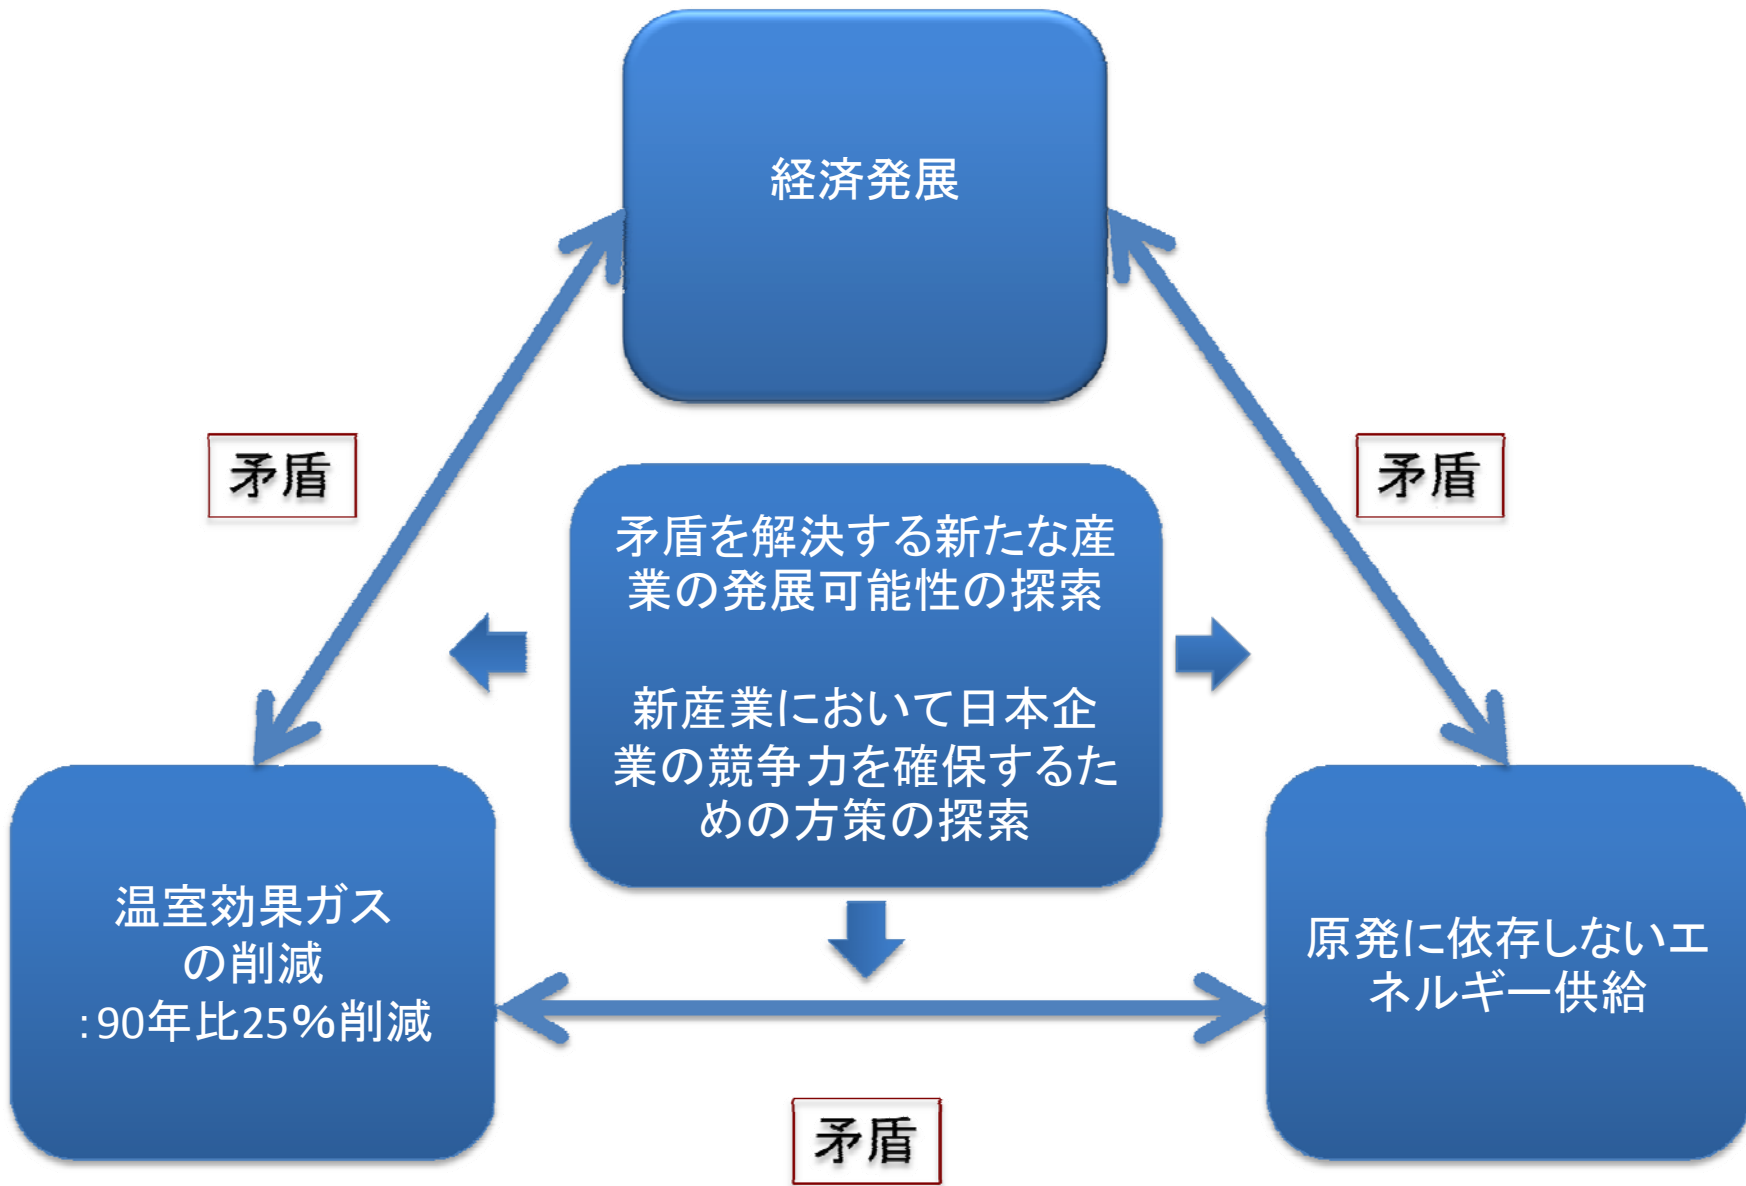 経済発展
矛盾
矛盾
矛盾を解決する新たな産
業の発展可能性の探索
新産業において日本企
業の競争力を確保するた
めの方策の探索
温室効果ガス
の削減
:90年比25%削減
原発に依存しないエ
ネルギー供給
矛盾